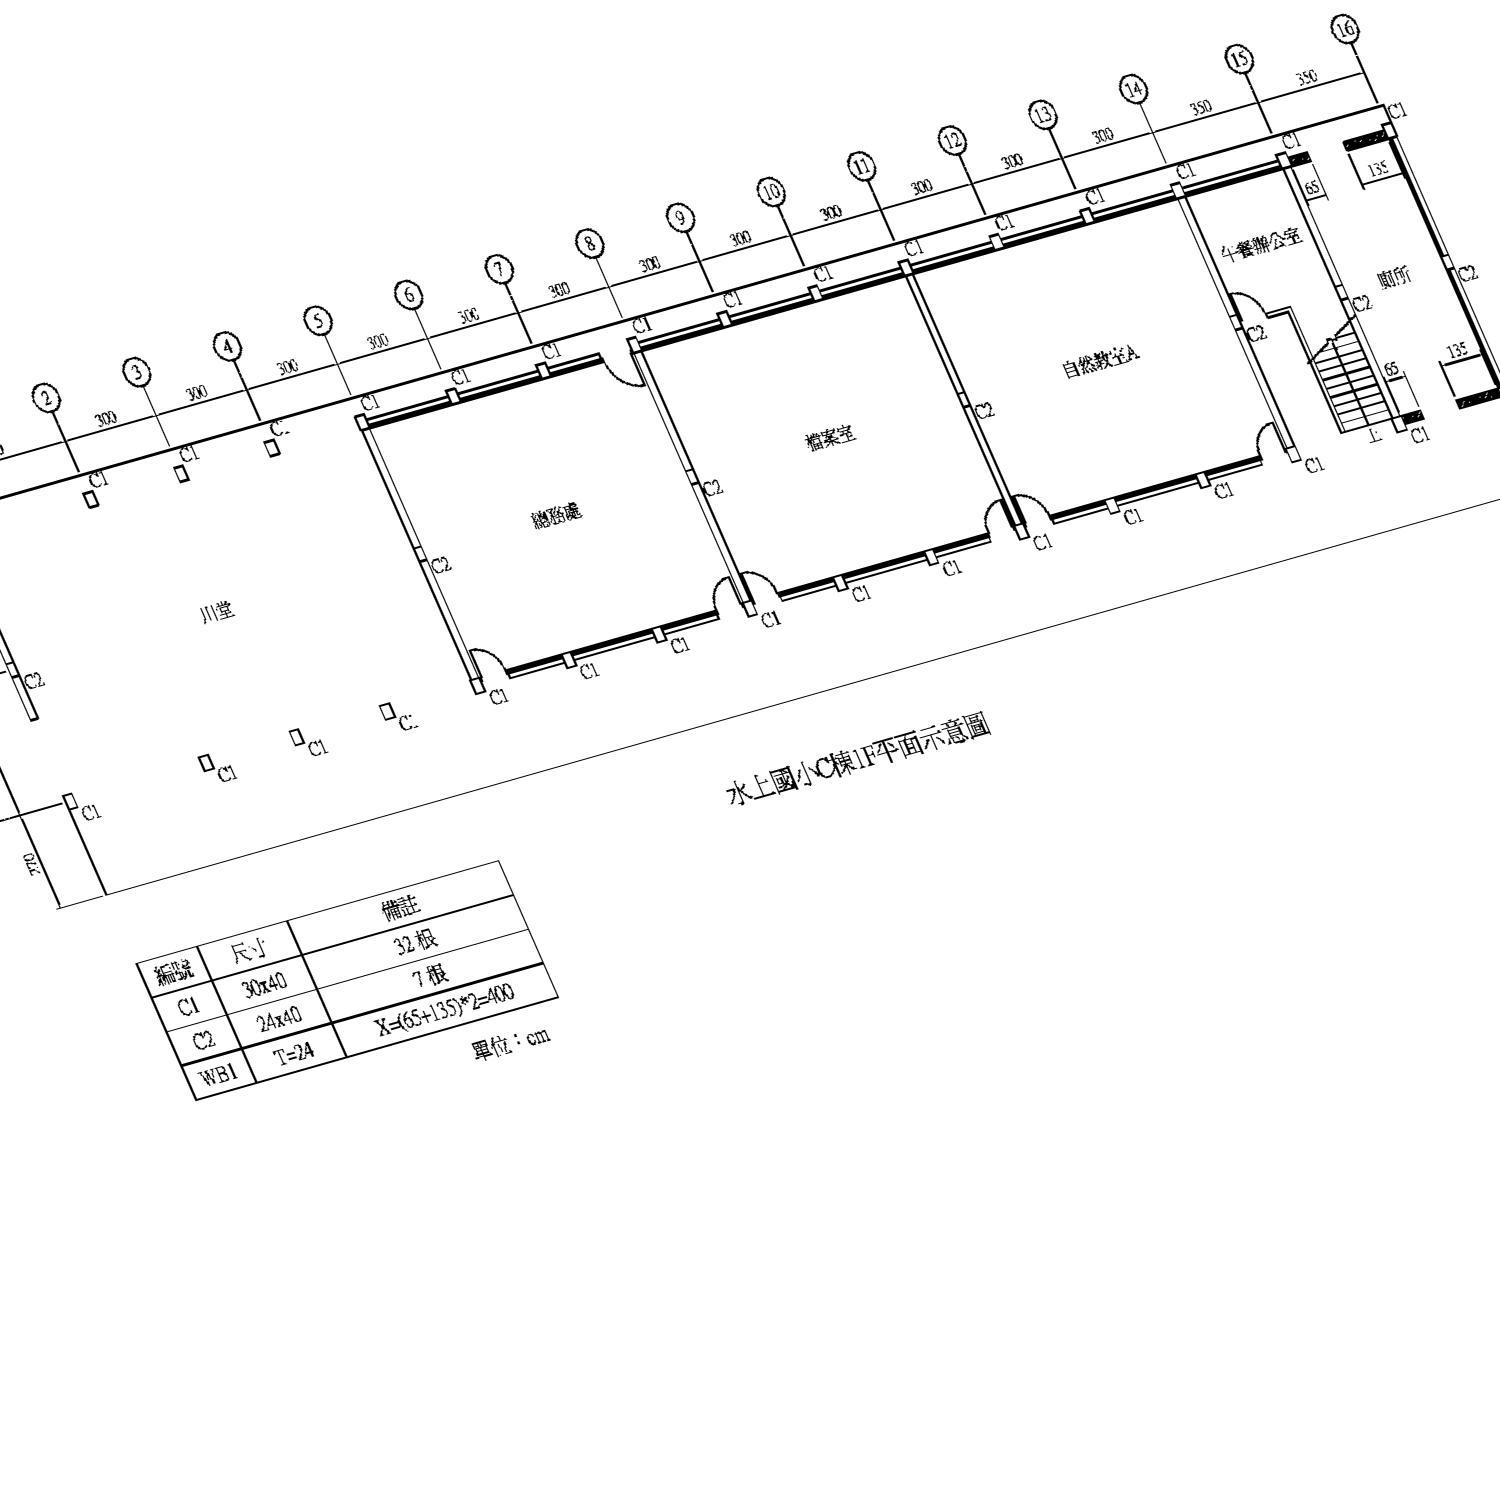 2 3 4 5 6 7 8 9 10 11 12 13 14 15 16
300 300 300 300 300 300 300 300 300 300 300 300 350 350
C1 C1 C1 C1 C1 C1 C1 C1 C1 C1 C1 C1 C1 C1
65 135
午餐辦公室
廁所
C2 C2 C2
自然教室A
檔案室
總務處
川堂
C2 C2 C2 C2
65 135
上
C1 C1 C1 C1 C1 C1 C1 C1 C1 C1 C1
C1 C1 C1
270
水上國小C棟1F平面示意圖
編號 尺寸 備註
C1 30x40 32 根
C2 24x40 7 根
WB1 T=24 X=(65+135)*2=400
單位：cm